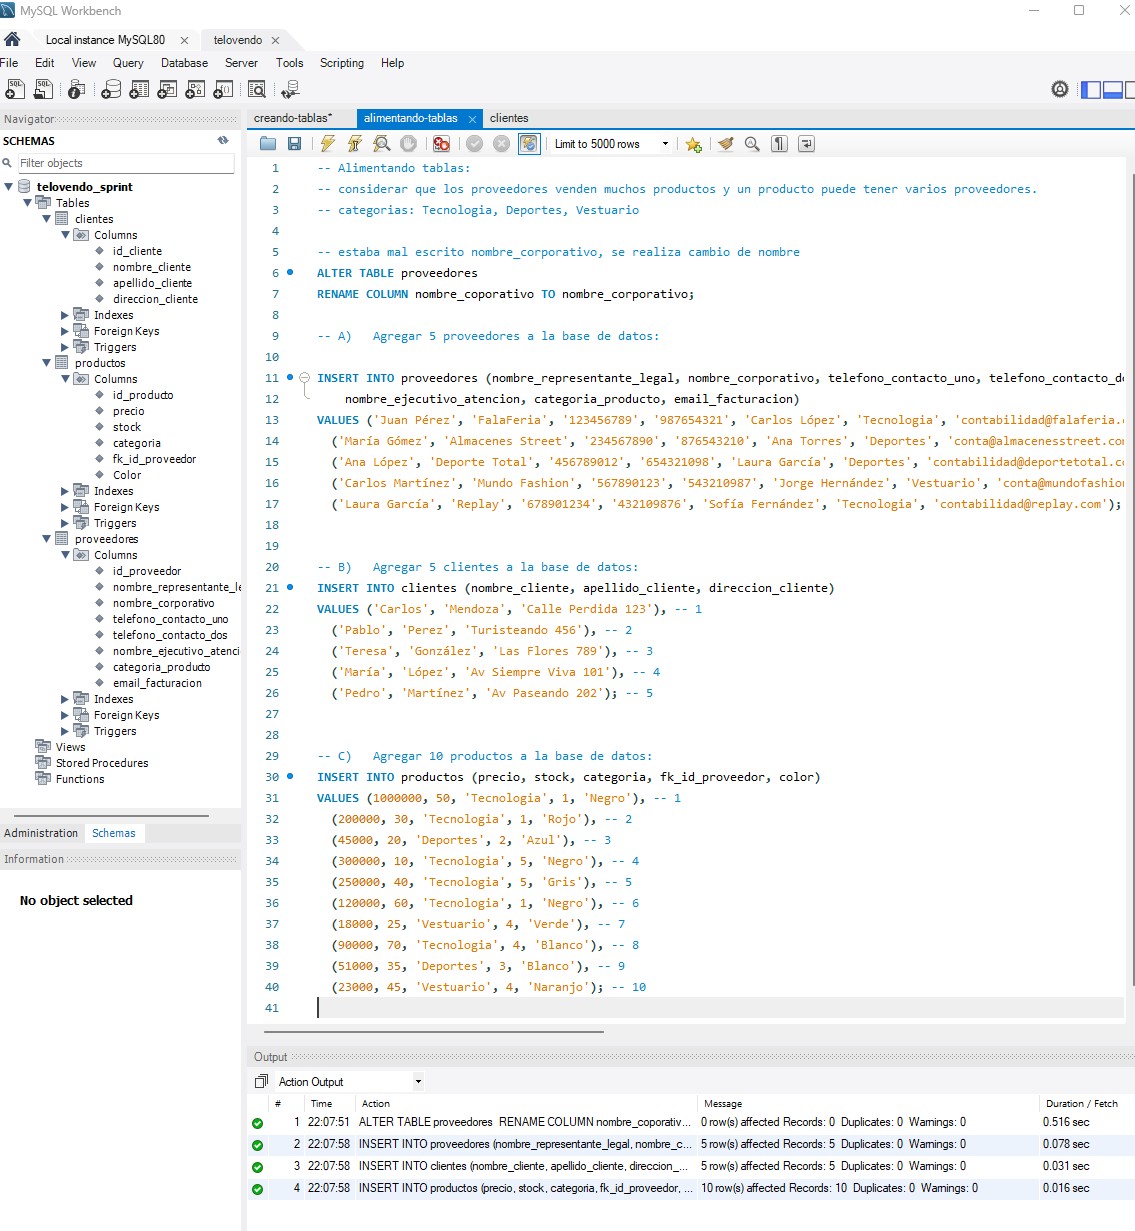 MySQL Workbench
Local instance MySQL80
telovendo
File Edit View Query Database Server Tools Scripting Help
Navigator
SCHEMAS
Filter objects
telovendo_sprint
Tables
clientes
Columns
id_cliente
nombre_cliente
apellido_cliente
direccion_cliente
Indexes
Foreign Keys
Triggers
productos
Columns
id_producto
precio
stock
categoria
fk_id_proveedor
Color
Indexes
Foreign Keys
Triggers
proveedores
Columns
id_proveedor
nombre_representante_le
nombre_corporativo
telefono_contacto_uno
telefono_contacto_dos
nombre_ejecutivo_atenci
categoria_producto
email_facturacion
Indexes
Foreign Keys
Triggers
Views
Stored Procedures
Functions
Administration Schemas
Information
No object selected
creando-tablas* alimentando-tablas clientes
Limit to 5000 rows
1 -- Alimentando tablas:
2 -- considerar que los proveedores venden muchos productos y un producto puede tener varios proveedores.
3 -- categorias: Tecnologia, Deportes, Vestuario
4
5 -- estaba mal escrito nombre_corporativo, se realiza cambio de nombre
6 ALTER TABLE proveedores
7 RENAME COLUMN nombre_coporativo TO nombre_corporativo;
8
9 -- A) Agregar 5 proveedores a la base de datos:
10
11 INSERT INTO proveedores (nombre_representante_legal, nombre_corporativo, telefono_contacto_uno, telefono_contacto_do
12 nombre_ejecutivo_atencion, categoria_producto, email_facturacion)
13 VALUES ('Juan Pérez', 'FalaFeria', '123456789', '987654321', 'Carlos López', 'Tecnologia', 'contabilidad@falaferia.
14 ('María Gómez', 'Almacenes Street', '234567890', '876543210', 'Ana Torres', 'Deportes', 'conta@almacenesstreet.com
15 ('Ana López', 'Deporte Total', '456789012', '654321098', 'Laura García', 'Deportes', 'contabilidad@deportetotal.co
16 ('Carlos Martínez', 'Mundo Fashion', '567890123', '543210987', 'Jorge Hernández', 'Vestuario', 'conta@mundofashion
17 ('Laura García', 'Replay', '678901234', '432109876', 'Sofía Fernández', 'Tecnologia', 'contabilidad@replay.com');
18
19
20 -- B) Agregar 5 clientes a la base de datos:
21 INSERT INTO clientes (nombre_cliente, apellido_cliente, direccion_cliente)
22 VALUES ('Carlos', 'Mendoza', 'Calle Perdida 123'), -- 1
23 ('Pablo', 'Perez', 'Turisteando 456'), -- 2
24 ('Teresa', 'González', 'Las Flores 789'), -- 3
25 ('María', 'López', 'Av Siempre Viva 101'), -- 4
26 ('Pedro', 'Martínez', 'Av Paseando 202'); -- 5
27
28
29 -- C) Agregar 10 productos a la base de datos:
30 INSERT INTO productos (precio, stock, categoria, fk_id_proveedor, color)
31 VALUES (1000000, 50, 'Tecnologia', 1, 'Negro'), -- 1
32 (200000, 30, 'Tecnologia', 1, 'Rojo'), -- 2
33 (45000, 20, 'Deportes', 2, 'Azul'), -- 3
34 (300000, 10, 'Tecnologia', 5, 'Negro'), -- 4
35 (250000, 40, 'Tecnologia', 5, 'Gris'), -- 5
36 (120000, 60, 'Tecnologia', 1, 'Negro'), -- 6
37 (18000, 25, 'Vestuario', 4, 'Verde'), -- 7
38 (90000, 70, 'Tecnologia', 4, 'Blanco'), -- 8
39 (51000, 35, 'Deportes', 3, 'Blanco'), -- 9
40 (23000, 45, 'Vestuario', 4, 'Naranjo'); -- 10
41
Output
Action Output
# Time Action Message Duration / Fetch
1 22:07:51 ALTER TABLE proveedores RENAME COLUMN nombre_coporativ... 0 row(s) affected Records: 0 Duplicates: 0 Warnings: 0 0.516 sec
2 22:07:58 INSERT INTO proveedores (nombre_representante_legal, nombre_c... 5 row(s) affected Records: 5 Duplicates: 0 Warnings: 0 0.078 sec
3 22:07:58 INSERT INTO clientes (nombre_cliente, apellido_cliente, direccion_... 5 row(s) affected Records: 5 Duplicates: 0 Warnings: 0 0.031 sec
4 22:07:58 INSERT INTO productos (precio, stock, categoria, fk_id_proveedor, ... 10 row(s) affected Records: 10 Duplicates: 0 Warnings: 0 0.016 sec